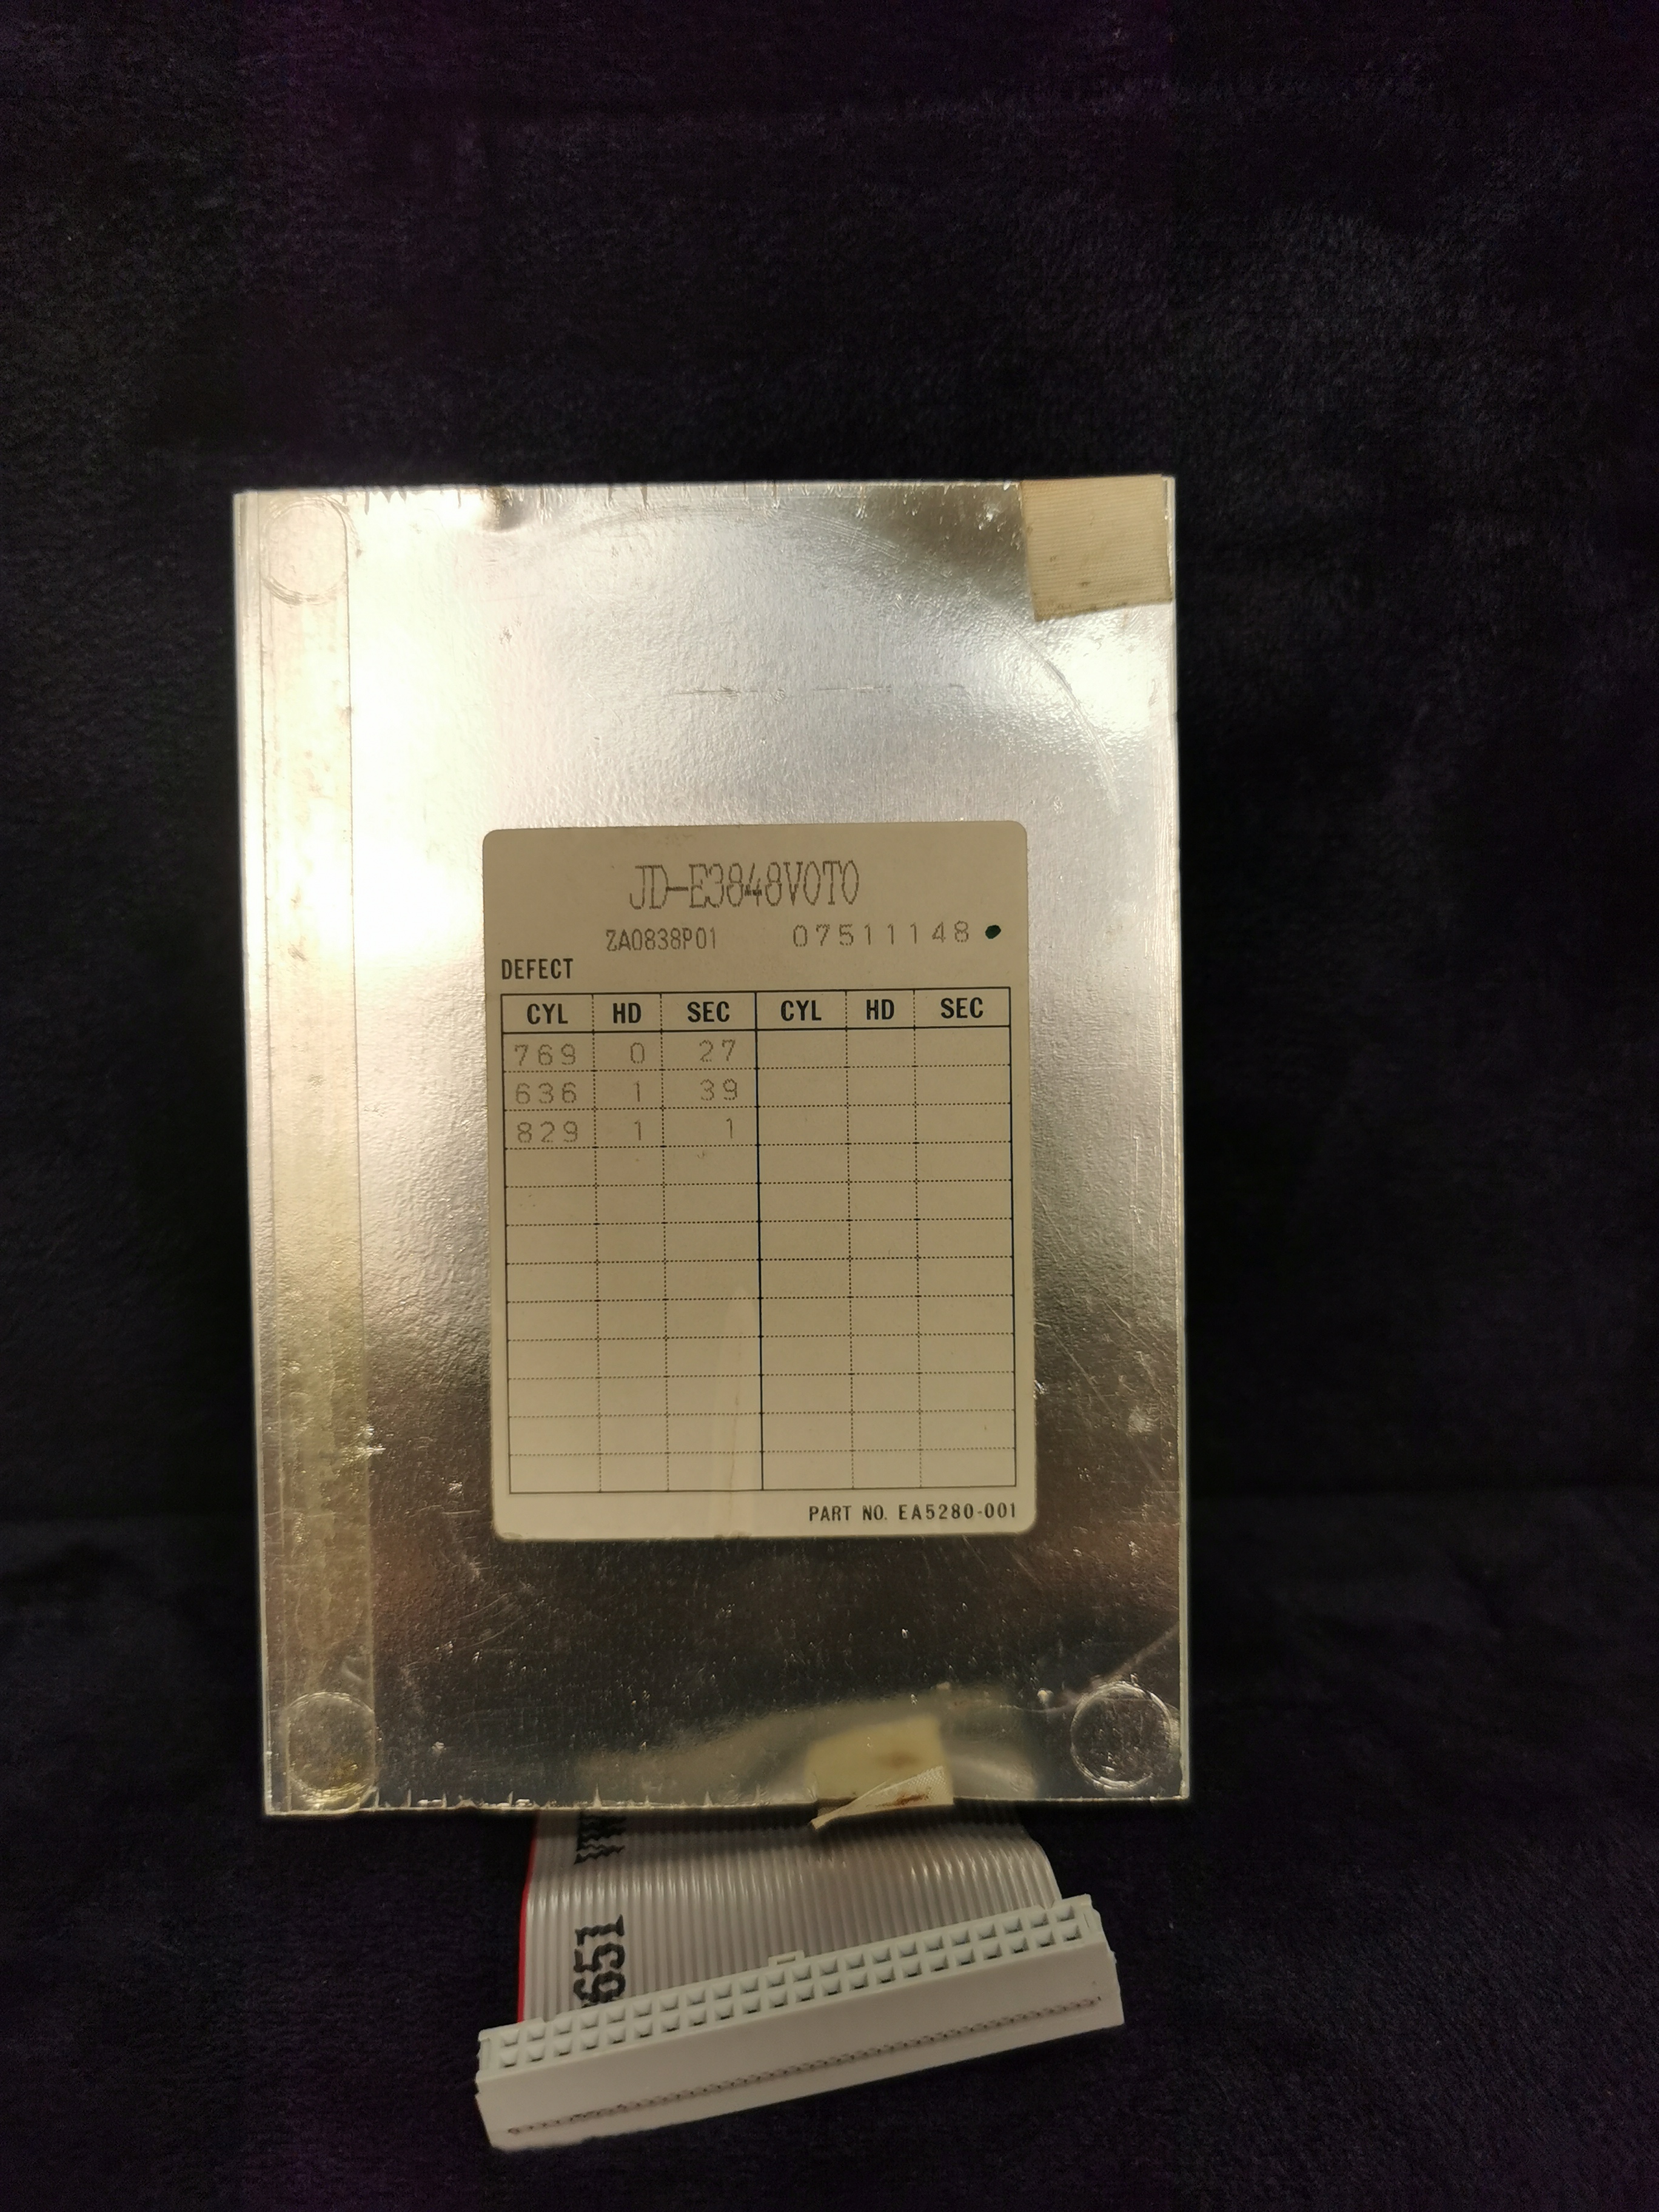 JD-E3848V0T0
ZA0838P01 07511148
DEFECT
CYL HD SEC CYL HD SEC
769 0 27
636 1 39
829 1 1
PART NO. EA5280-001
651